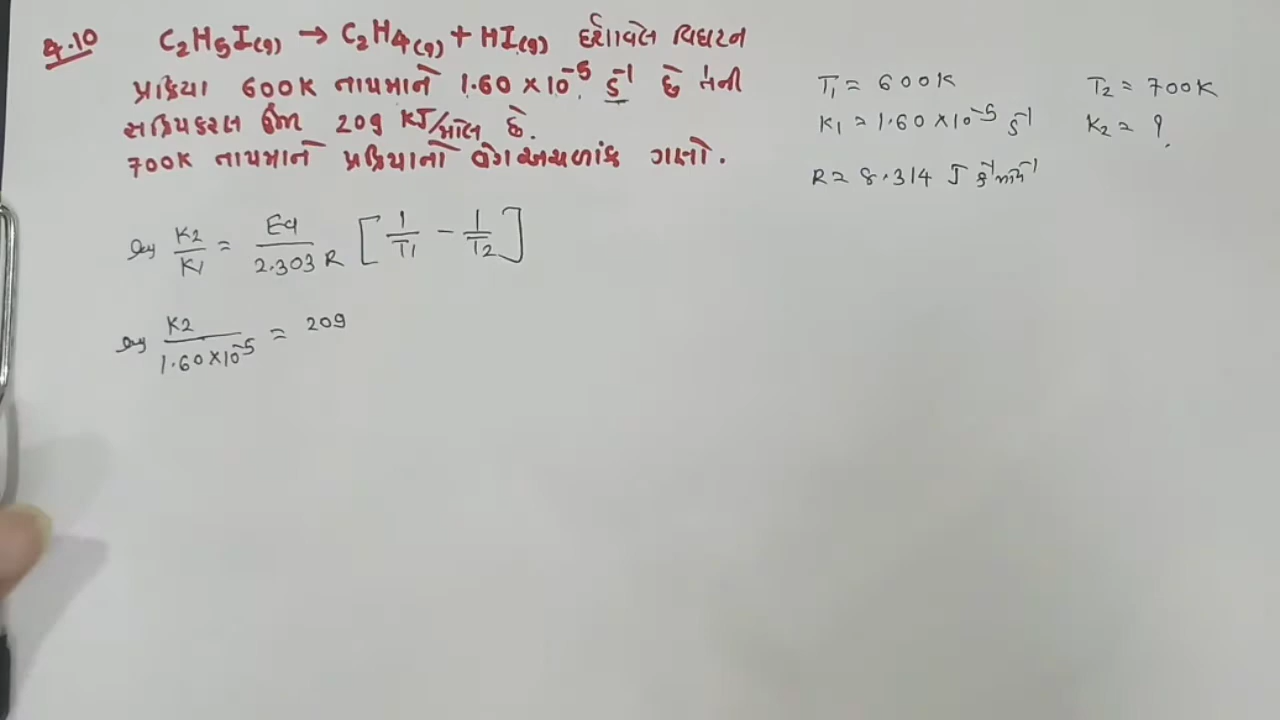 4.10 C₂H₅I(g) → C₂H₄(g) + HI(g) દર્શાવેલ વિઘટન
પ્રક્રિયા 600K તાપમાને 1.60 × 10⁻⁵ S⁻¹ છે તેની
સક્રિયકરણ ઊર્જા 209 KJ/મોલ છે.
700K તાપમાને પ્રક્રિયાનો વેગઅચળાંક ગણો.
T₁ = 600K T₂ = 700K
K₁ = 1.60 × 10⁻⁵ S⁻¹ K₂ = ?
R = 8.314 J
log K₂/K₁ = Ea/2.303 R [1/T₁ - 1/T₂]
log K₂/1.60×10⁻⁵ = 209